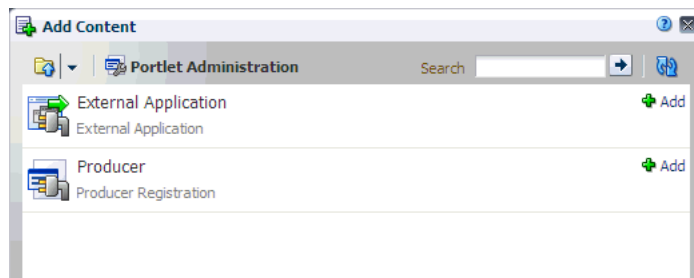 Add Content
Portlet Administration Search
External Application Add
External Application
Producer Add
Producer Registration